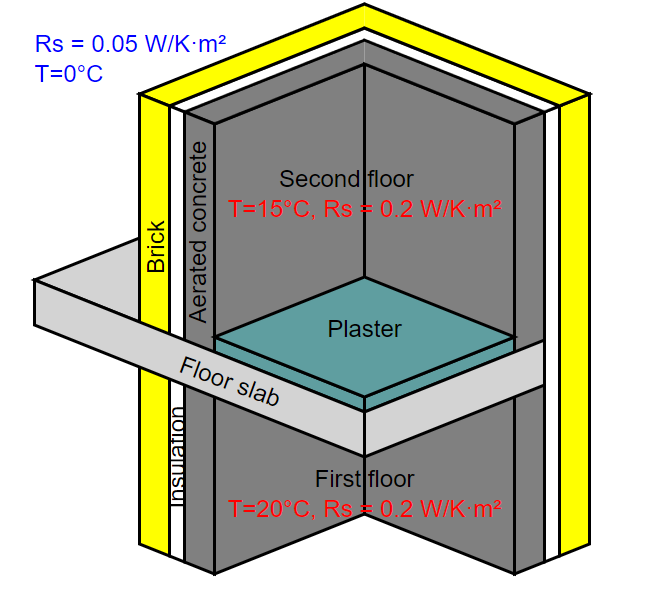 Rs = 0.05 W/K·m²
T=0°C
Brick
Aerated concrete
Second floor
T=15°C, Rs = 0.2 W/K·m²
Plaster
Floor slab
Insulation
First floor
T=20°C, Rs = 0.2 W/K·m²